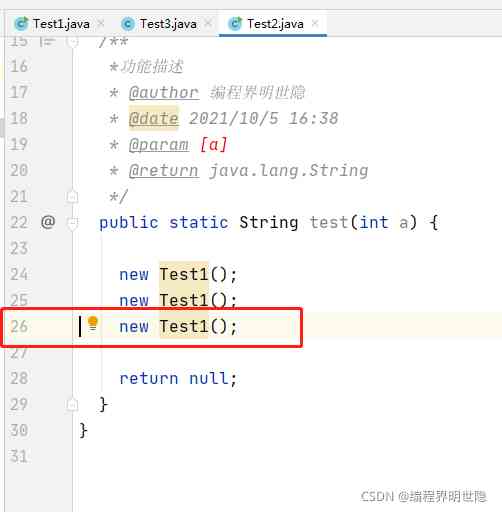 Test1.java × Test3.java × Test2.java ×
15 /**
16 *功能描述
17 * @author 编程界明世隐
18 * @date 2021/10/5 16:38
19 * @param [a]
20 * @return java.lang.String
21 */
22 @ public static String test(int a) {
23
24 new Test1();
25 new Test1();
26 new Test1();
27
28 return null;
29 }
30 }
31
CSDN @编程界明世隐